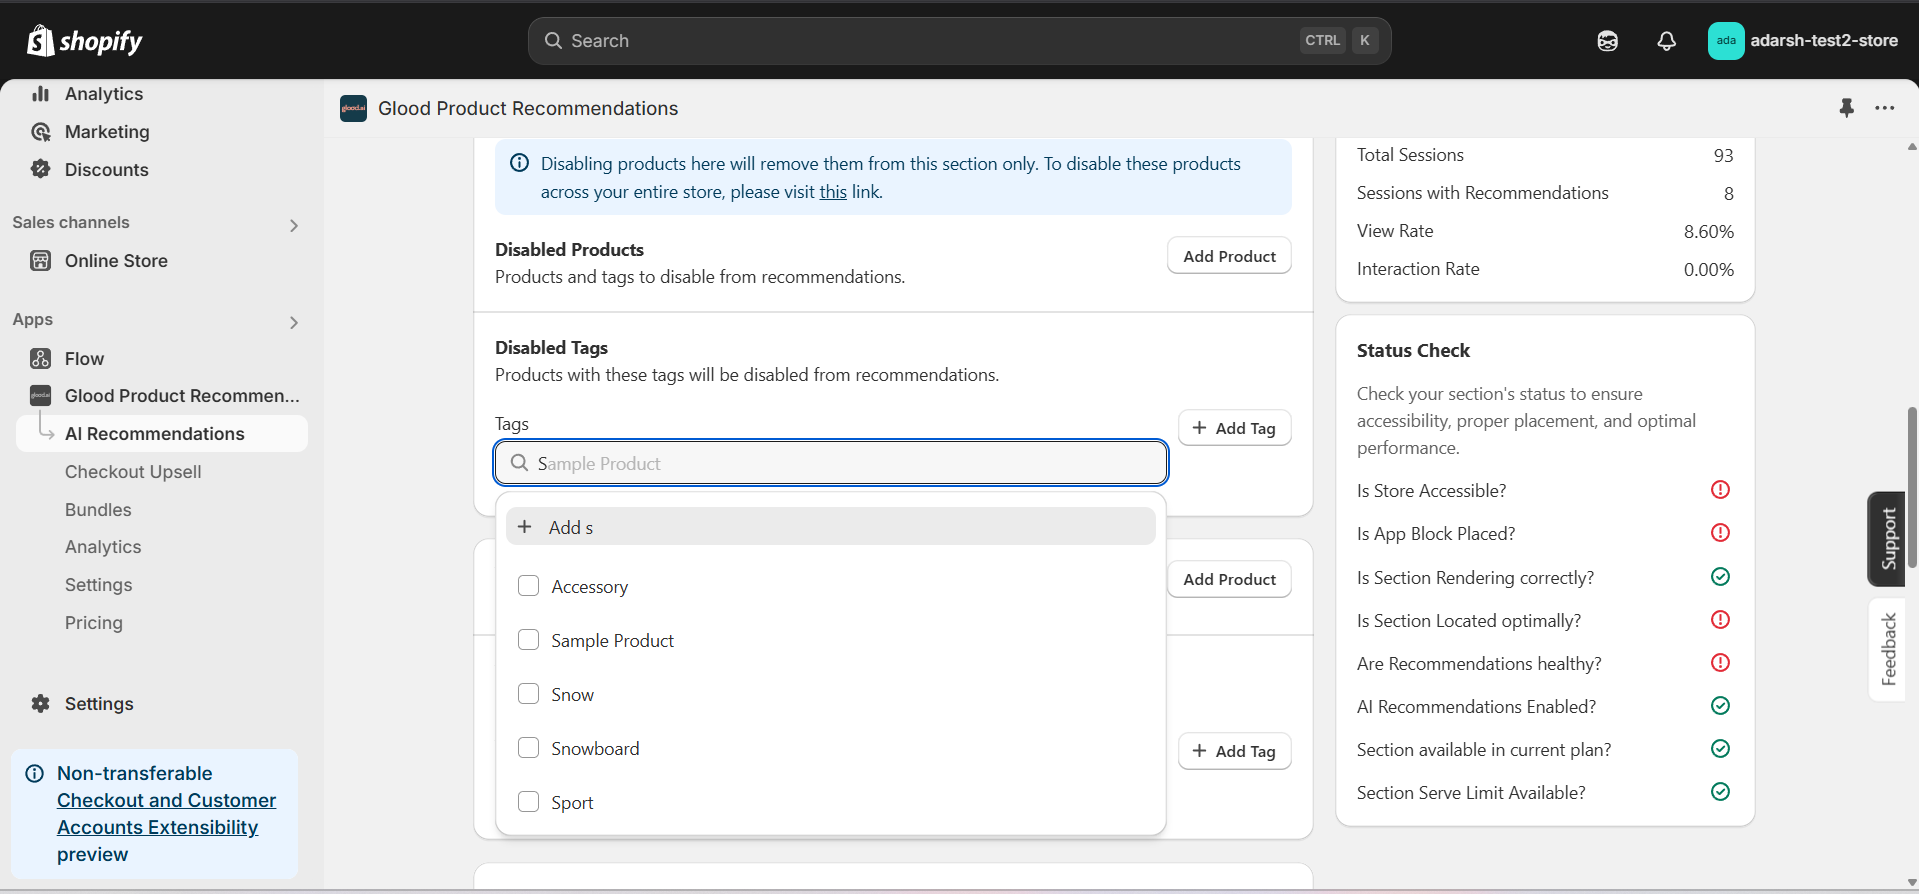 shopify
Search
CTRL K
ada
adarsh-test2-store
Analytics
Marketing
Discounts
Sales channels
Online Store
Apps
Flow
glood.ai
Glood Product Recommen...
AI Recommendations
Checkout Upsell
Bundles
Analytics
Settings
Pricing
Settings
Non-transferable
Checkout and Customer
Accounts Extensibility
preview
glood.ai
Glood Product Recommendations
Disabling products here will remove them from this section only. To disable these products
across your entire store, please visit this link.
Disabled Products
Products and tags to disable from recommendations.
Add Product
Disabled Tags
Products with these tags will be disabled from recommendations.
Tags
Add Tag
Sample Product
Add s
Accessory
Sample Product
Snow
Snowboard
Sport
Add Product
Add Tag
Total Sessions 93
Sessions with Recommendations 8
View Rate 8.60%
Interaction Rate 0.00%
Status Check
Check your section's status to ensure
accessibility, proper placement, and optimal
performance.
Is Store Accessible?
Is App Block Placed?
Is Section Rendering correctly?
Is Section Located optimally?
Are Recommendations healthy?
AI Recommendations Enabled?
Section available in current plan?
Section Serve Limit Available?
Support
Feedback